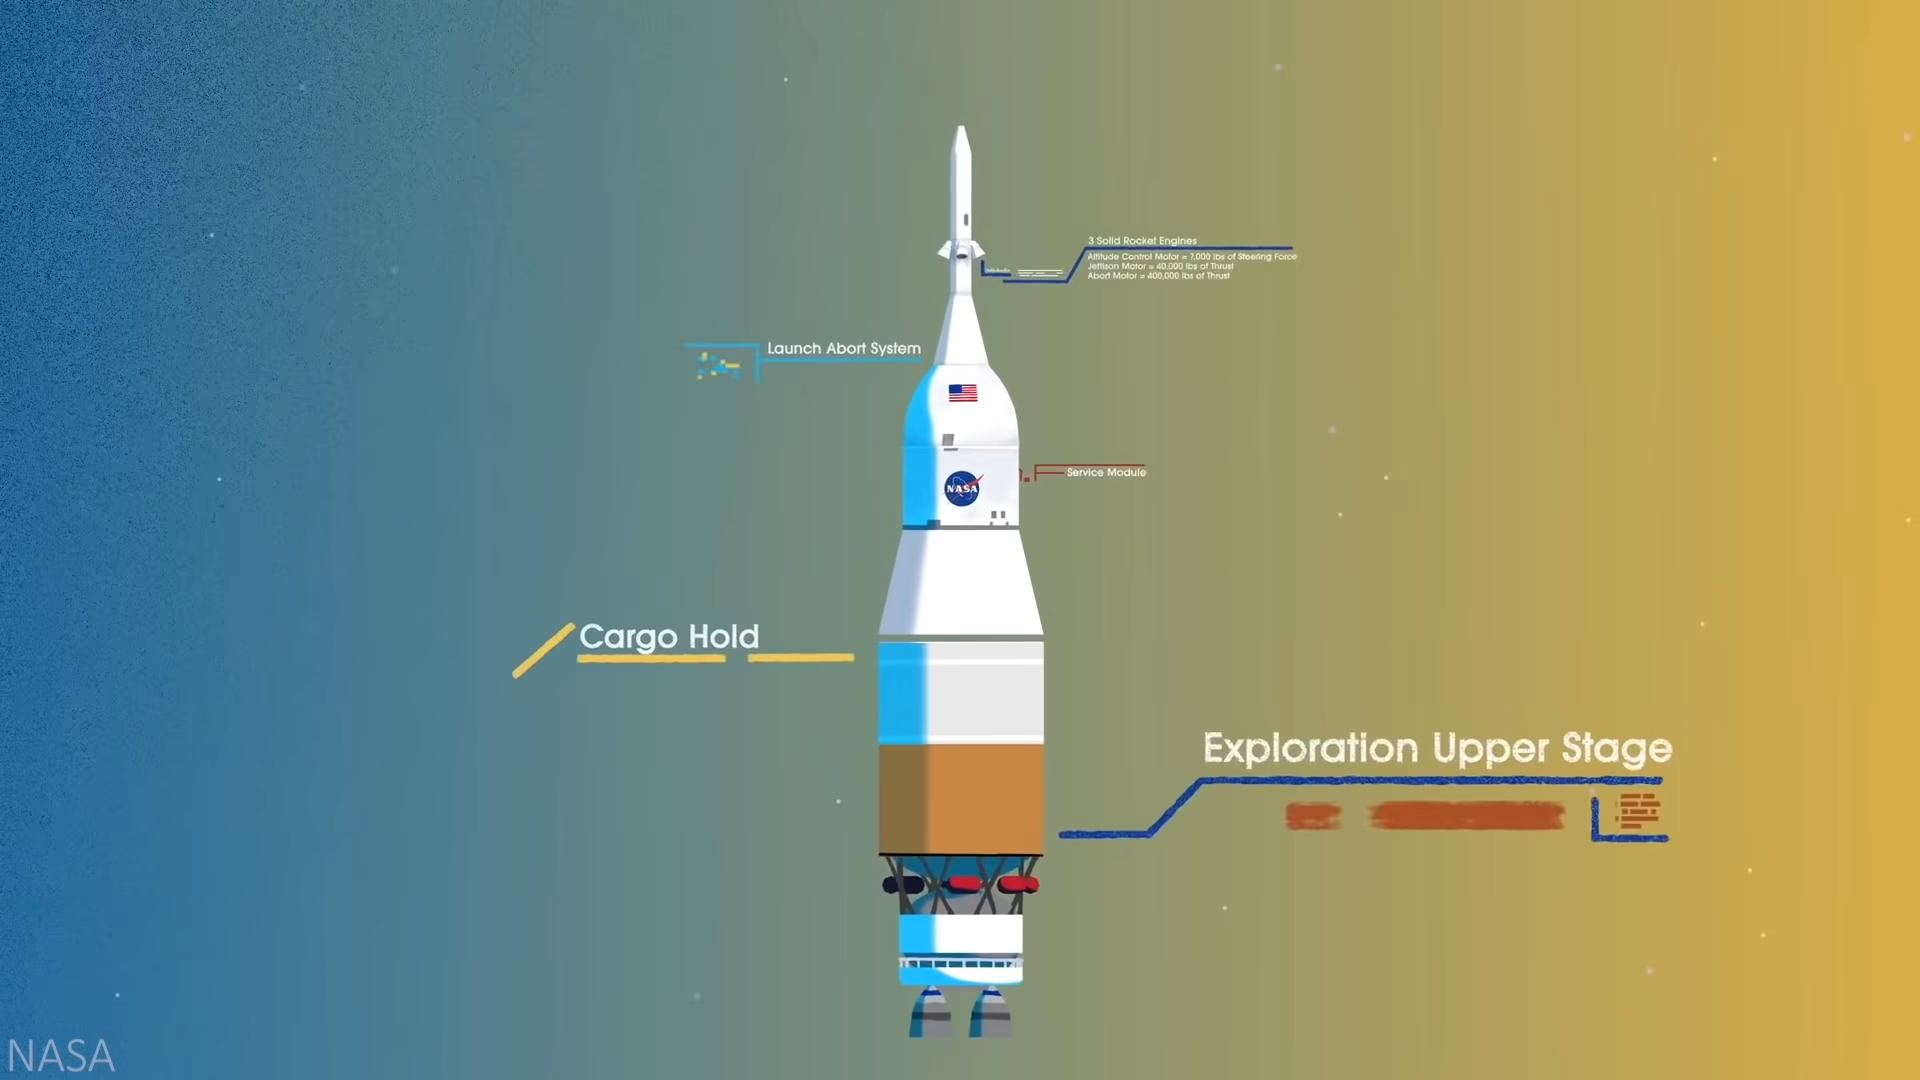 3 Solid Rocket Engines
Altitude Control Motor = 7,000 lbs of Steering Force
Jettison Motor = 40,000 lbs of Thrust
Abort Motor = 400,000 lbs of Thrust
Launch Abort System
Service Module
NASA
Cargo Hold
Exploration Upper Stage
NASA